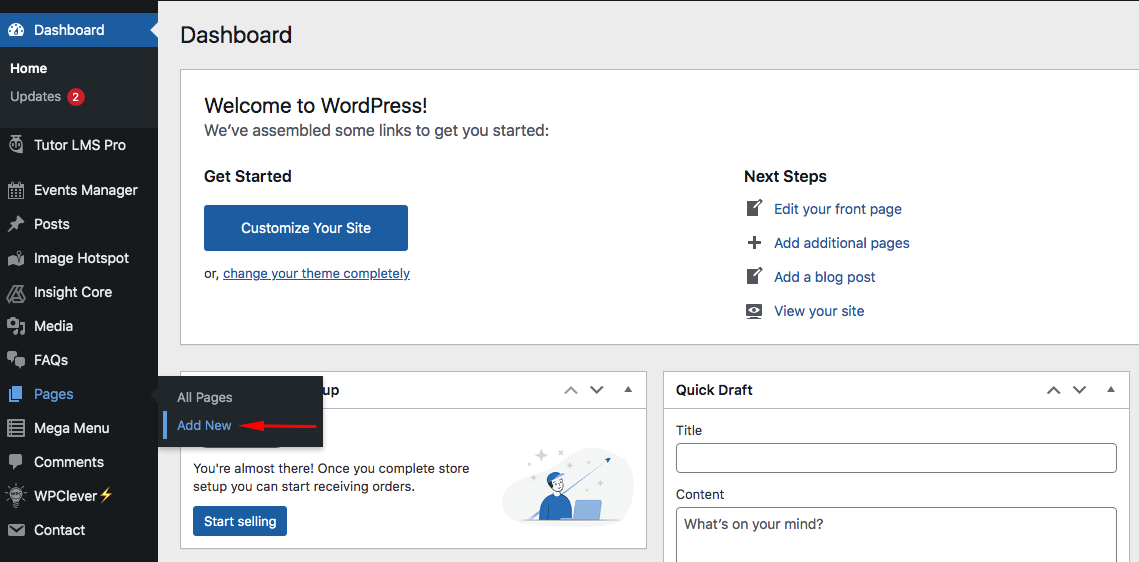 Dashboard
Home
Updates 2
Tutor LMS Pro
Events Manager
Posts
Image Hotspot
Insight Core
Media
FAQs
Pages
Mega Menu
Comments
WPClever⚡
Contact
All Pages
Add New
Dashboard
Welcome to WordPress!
We've assembled some links to get you started:
Get Started
Customize Your Site
or, change your theme completely
Next Steps
Edit your front page
Add additional pages
Add a blog post
View your site
up
You're almost there! Once you complete store
setup you can start receiving orders.
Start selling
Quick Draft
Title
Content
What's on your mind?